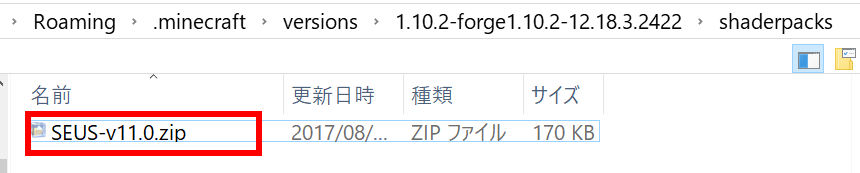 Roaming > .minecraft > versions > 1.10.2-forge1.10.2-12.18.3.2422 > shaderpacks
名前 更新日時 種類 サイズ
SEUS-v11.0.zip 2017/08/... ZIP ファイル 170 KB